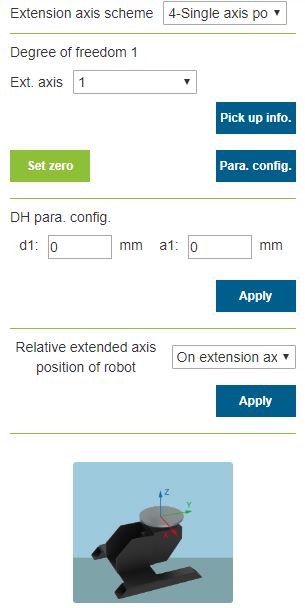 Extension axis scheme 4-Single axis po
Degree of freedom 1
Ext. axis 1
Pick up info.
Set zero Para. config.
DH para. config.
d1: 0 mm a1: 0 mm
Apply
Relative extended axis
position of robot On extension ax
Apply
Z
Y
X